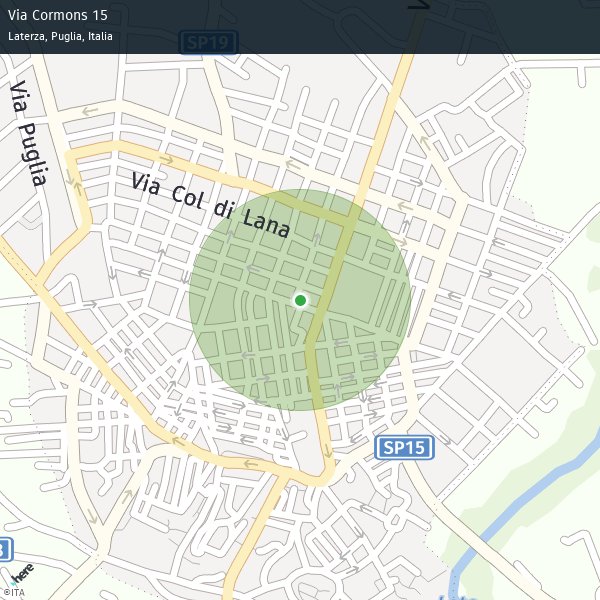 Via Cormons 15
Laterza, Puglia, Italia
SP19
Via Puglia
Via Col di Lana
SP15
here
©ITA